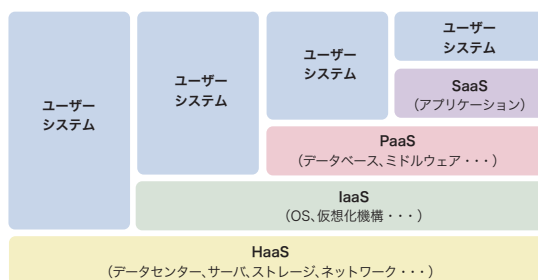 ユーザー
システム
ユーザー
システム
ユーザー
システム
ユーザー
システム
SaaS
（アプリケーション）
PaaS
（データベース、ミドルウェア・・・）
IaaS
（OS、仮想化機構・・・）
HaaS
（データセンター、サーバ、ストレージ、ネットワーク・・・）